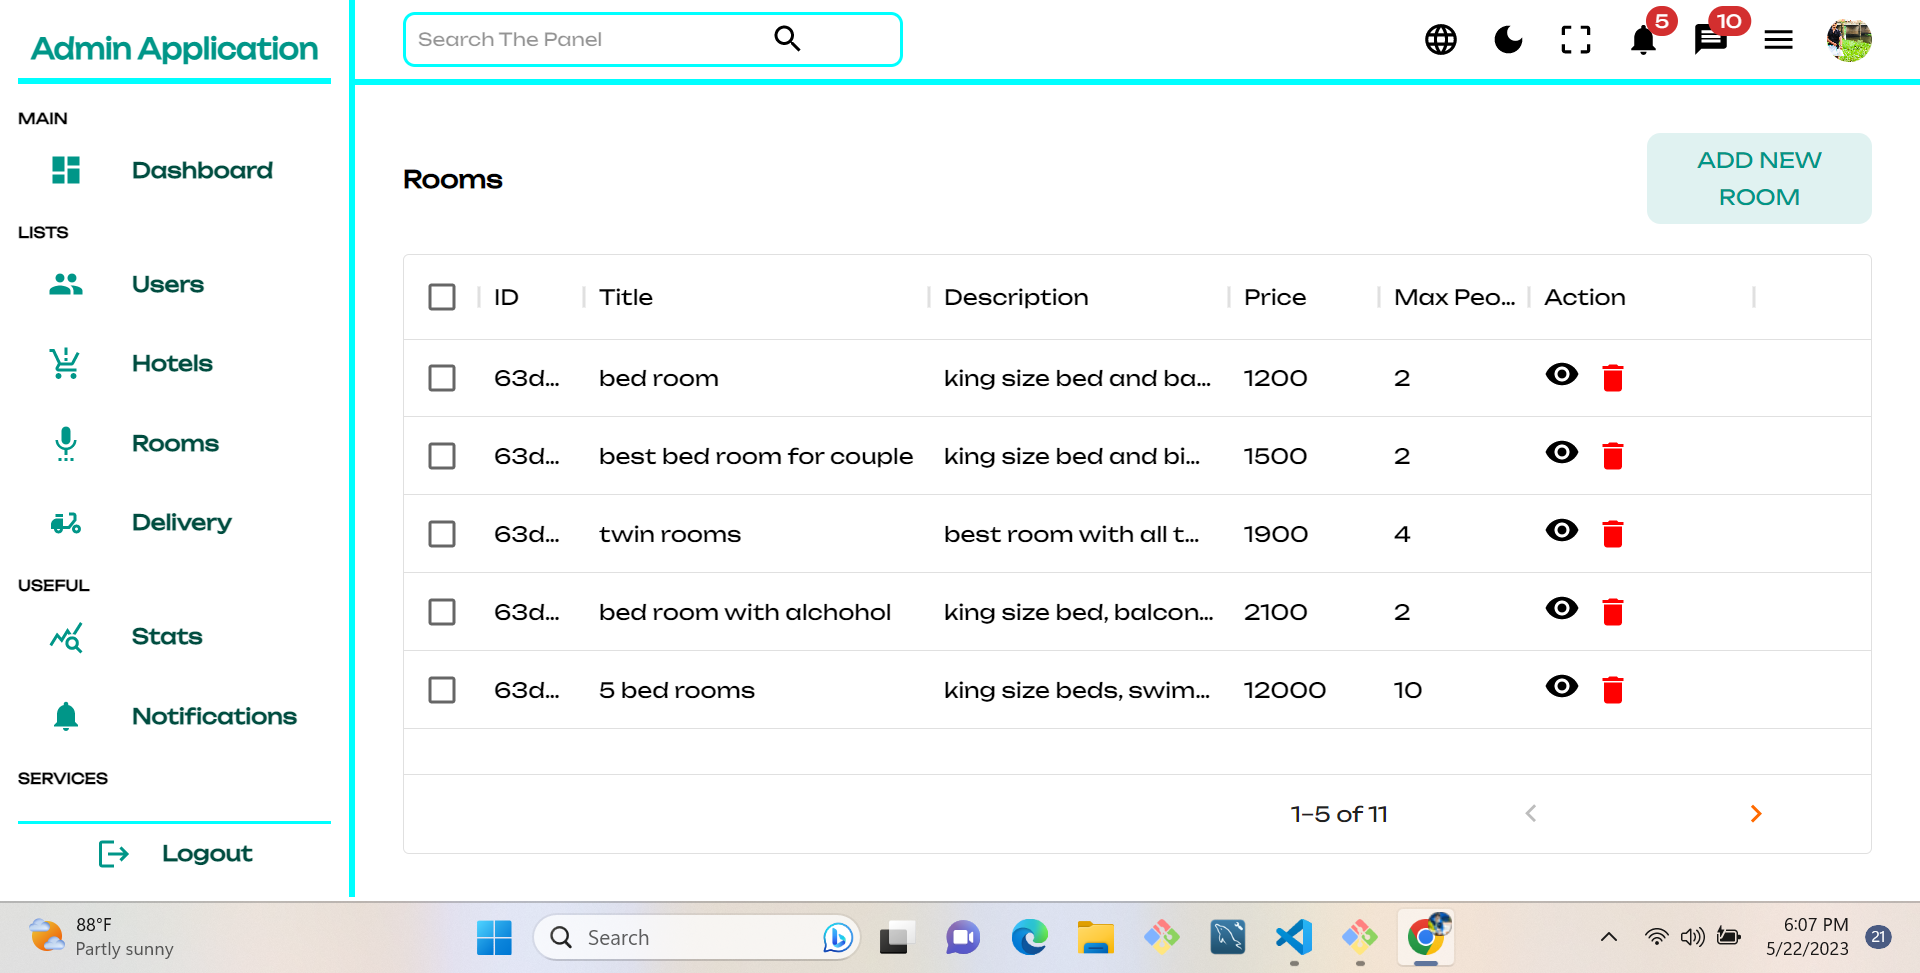 Admin Application
Search The Panel
5
10
MAIN
Dashboard
LISTS
Users
Hotels
Rooms
Delivery
USEFUL
Stats
Notifications
SERVICES
Logout
Rooms
ADD NEW
ROOM
ID Title Description Price Max Peo... Action
63d... bed room king size bed and ba... 1200 2
63d... best bed room for couple king size bed and bi... 1500 2
63d... twin rooms best room with all t... 1900 4
63d... bed room with alchohol king size bed, balcon... 2100 2
63d... 5 bed rooms king size beds, swim... 12000 10
1–5 of 11
88°F
Partly sunny
Search
6:07 PM
5/22/2023
21